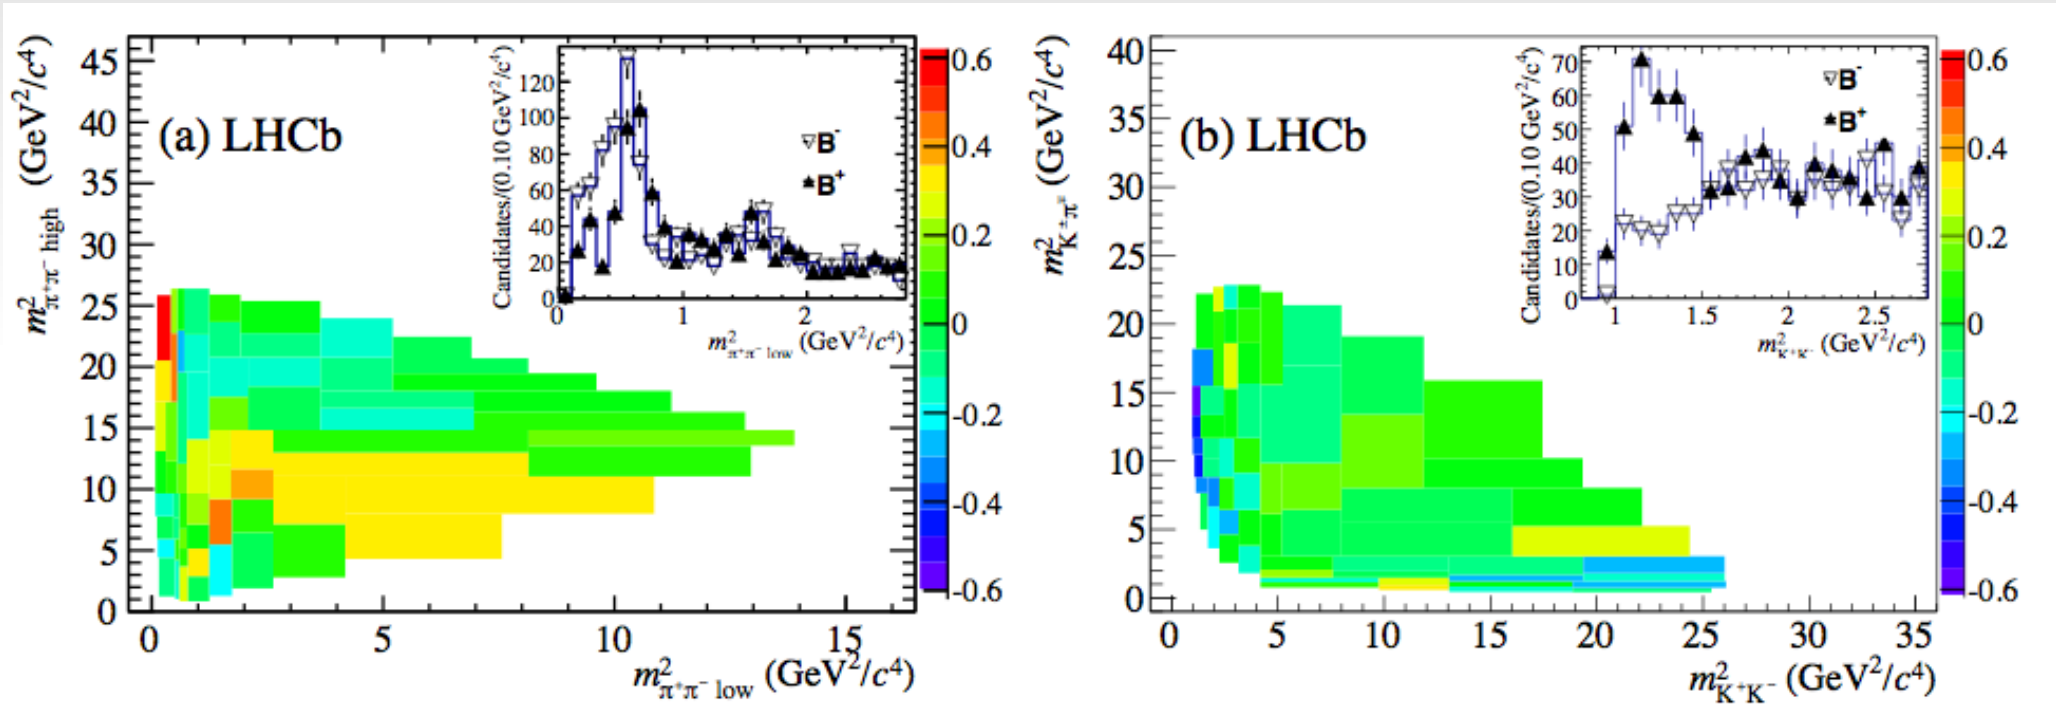 m²π⁺π⁻ high (GeV²/c⁴)
45
40
35
30
25
20
15
10
5
0
(a) LHCb
Candidates/(0.10 GeV²/c⁴)
120
100
80
60
40
20
0
B⁻
B⁺
0 1 2
m²π⁺π⁻ low (GeV²/c⁴)
0.6
0.4
0.2
0
-0.2
-0.4
-0.6
0 5 10 15
m²π⁺π⁻ low (GeV²/c⁴)
m²K±π∓ (GeV²/c⁴)
40
35
30
25
20
15
10
5
0
(b) LHCb
Candidates/(0.10 GeV²/c⁴)
70
60
50
40
30
20
10
0
B⁻
B⁺
1 1.5 2 2.5
m²K⁺K⁻ (GeV²/c⁴)
0.6
0.4
0.2
0
-0.2
-0.4
-0.6
0 5 10 15 20 25 30 35
m²K⁺K⁻ (GeV²/c⁴)